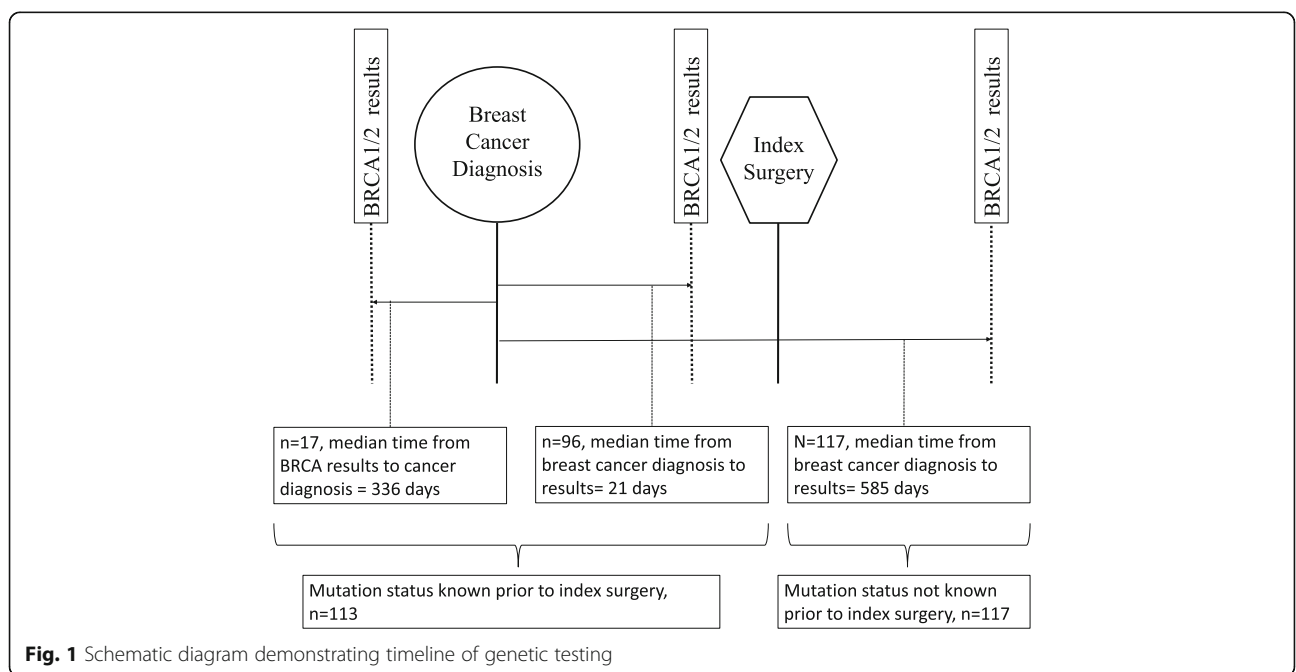 BRCA1/2 results
Breast
Cancer
Diagnosis
BRCA1/2 results
Index
Surgery
BRCA1/2 results
n=17, median time from
BRCA results to cancer
diagnosis = 336 days
n=96, median time from
breast cancer diagnosis to
results= 21 days
N=117, median time from
breast cancer diagnosis to
results= 585 days
Mutation status known prior to index surgery,
n=113
Mutation status not known
prior to index surgery, n=117
Fig. 1 Schematic diagram demonstrating timeline of genetic testing